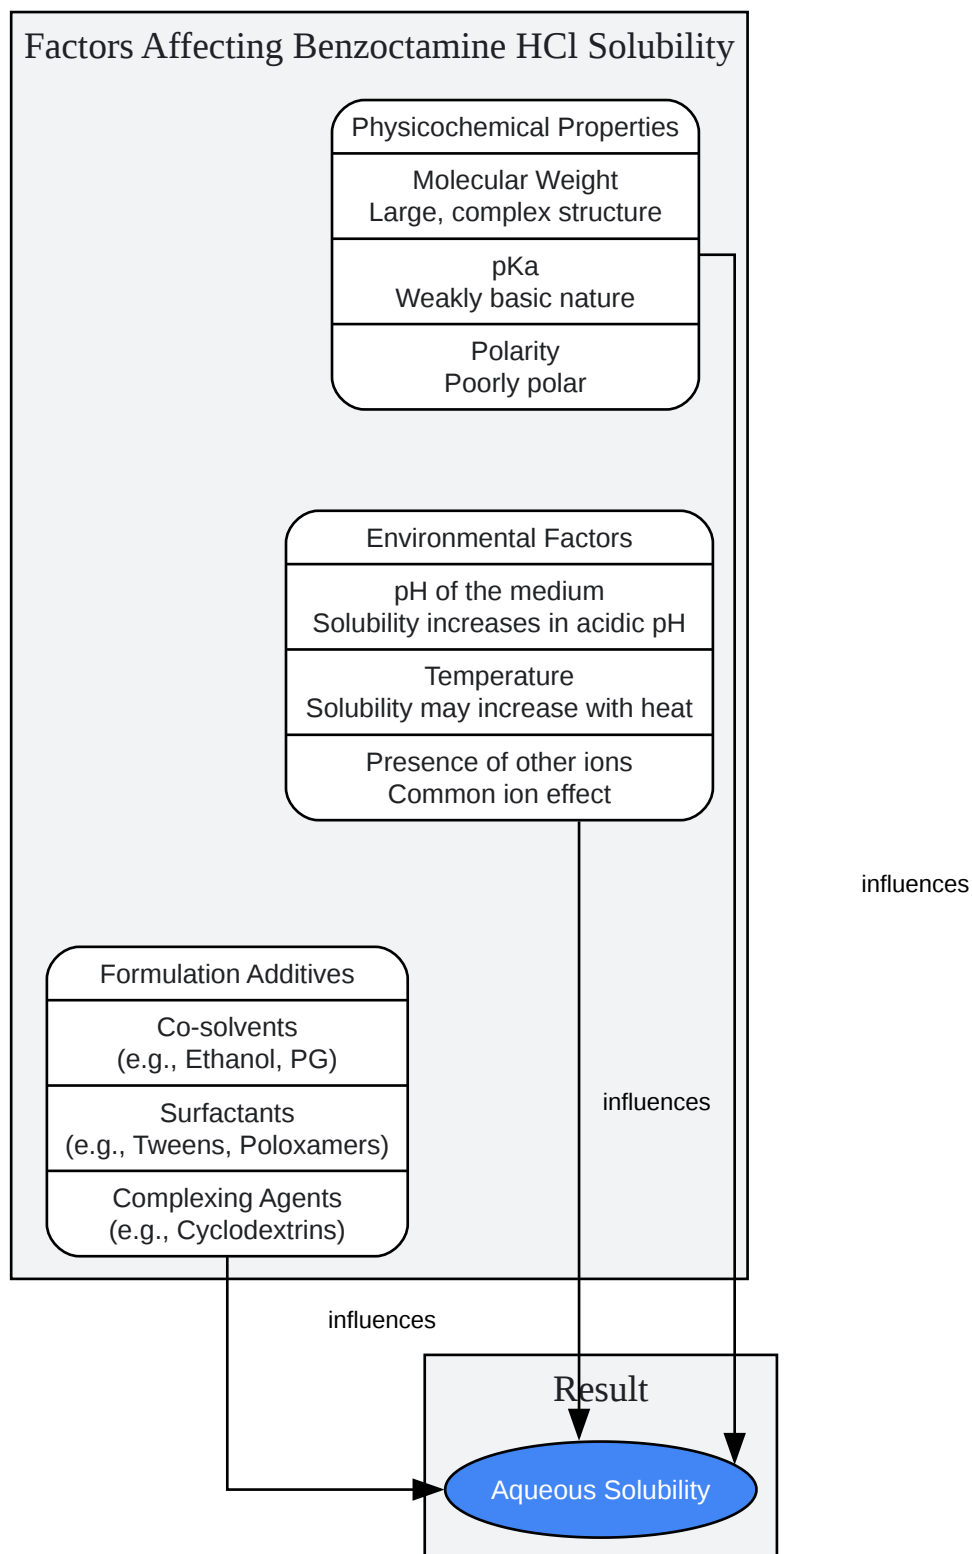 Factors Affecting Benzoctamine HCl Solubility
Physicochemical Properties
Molecular Weight
Large, complex structure
pKa
Weakly basic nature
Polarity
Poorly polar
Environmental Factors
pH of the medium
Solubility increases in acidic pH
Temperature
Solubility may increase with heat
Presence of other ions
Common ion effect
influences
Formulation Additives
Co-solvents
(e.g., Ethanol, PG)
Surfactants
(e.g., Tweens, Poloxamers)
Complexing Agents
(e.g., Cyclodextrins)
influences
influences
Result
Aqueous Solubility